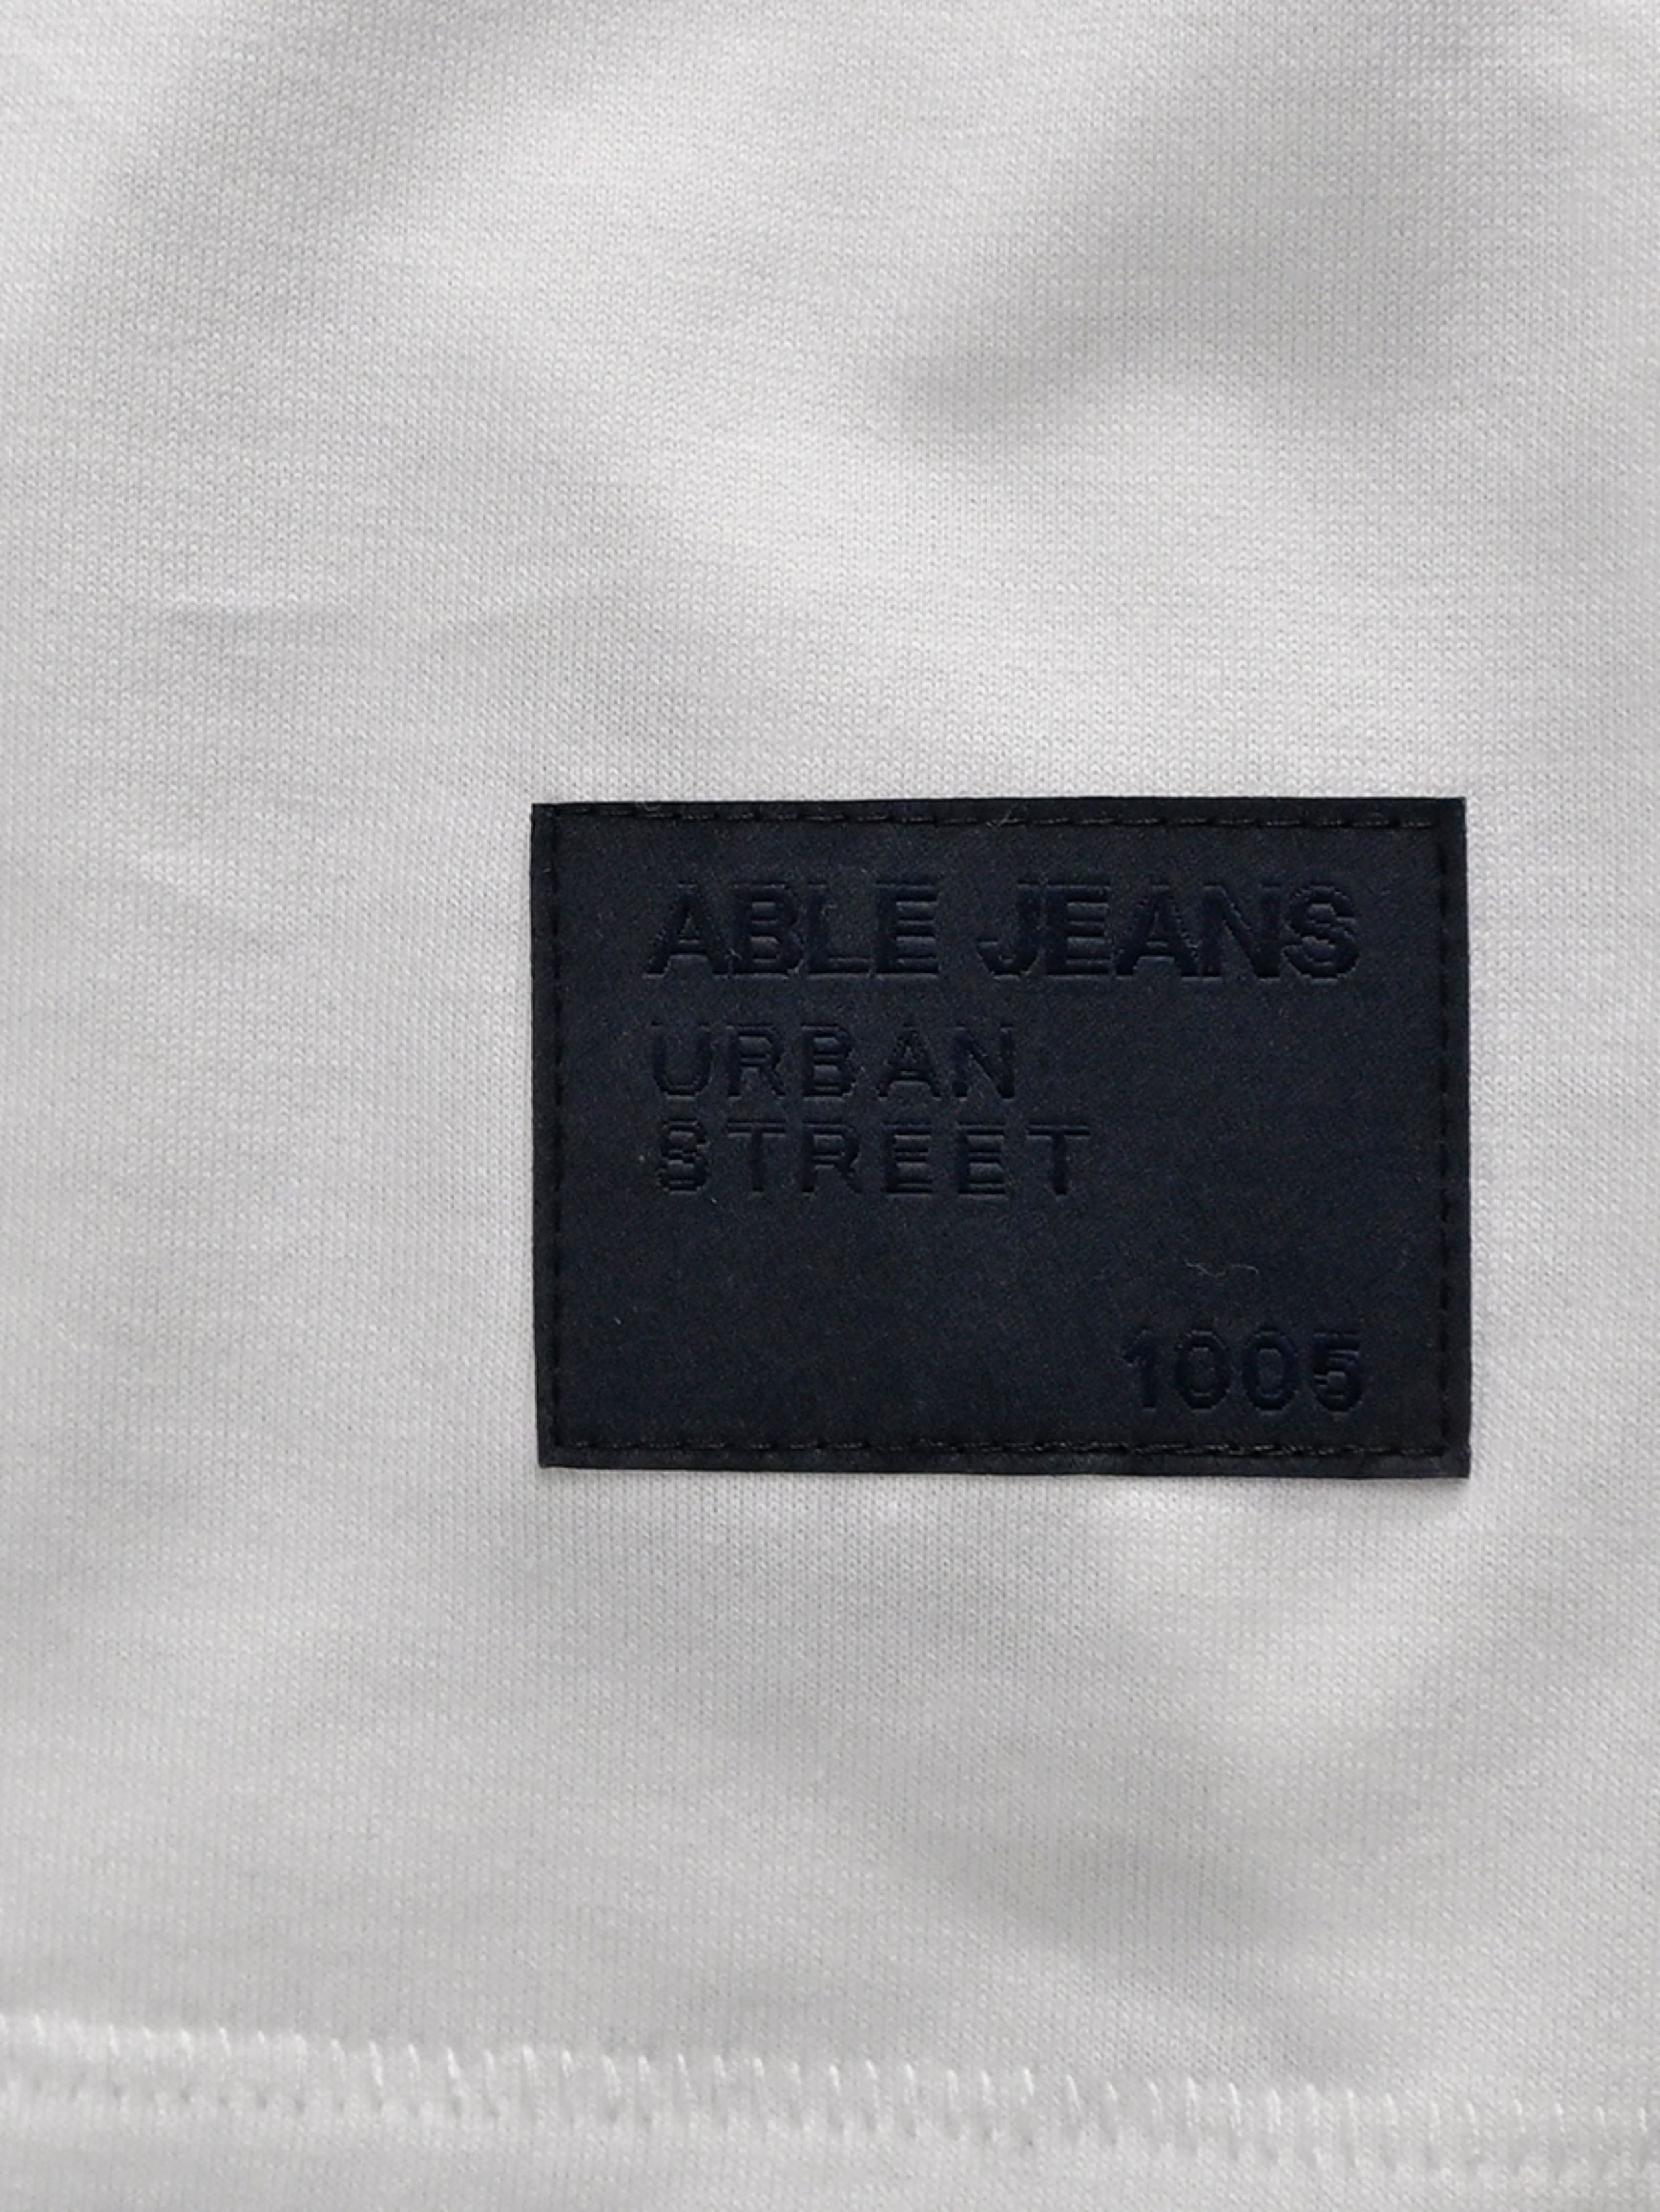 ABLE JEANS
URBAN
STREET
1005